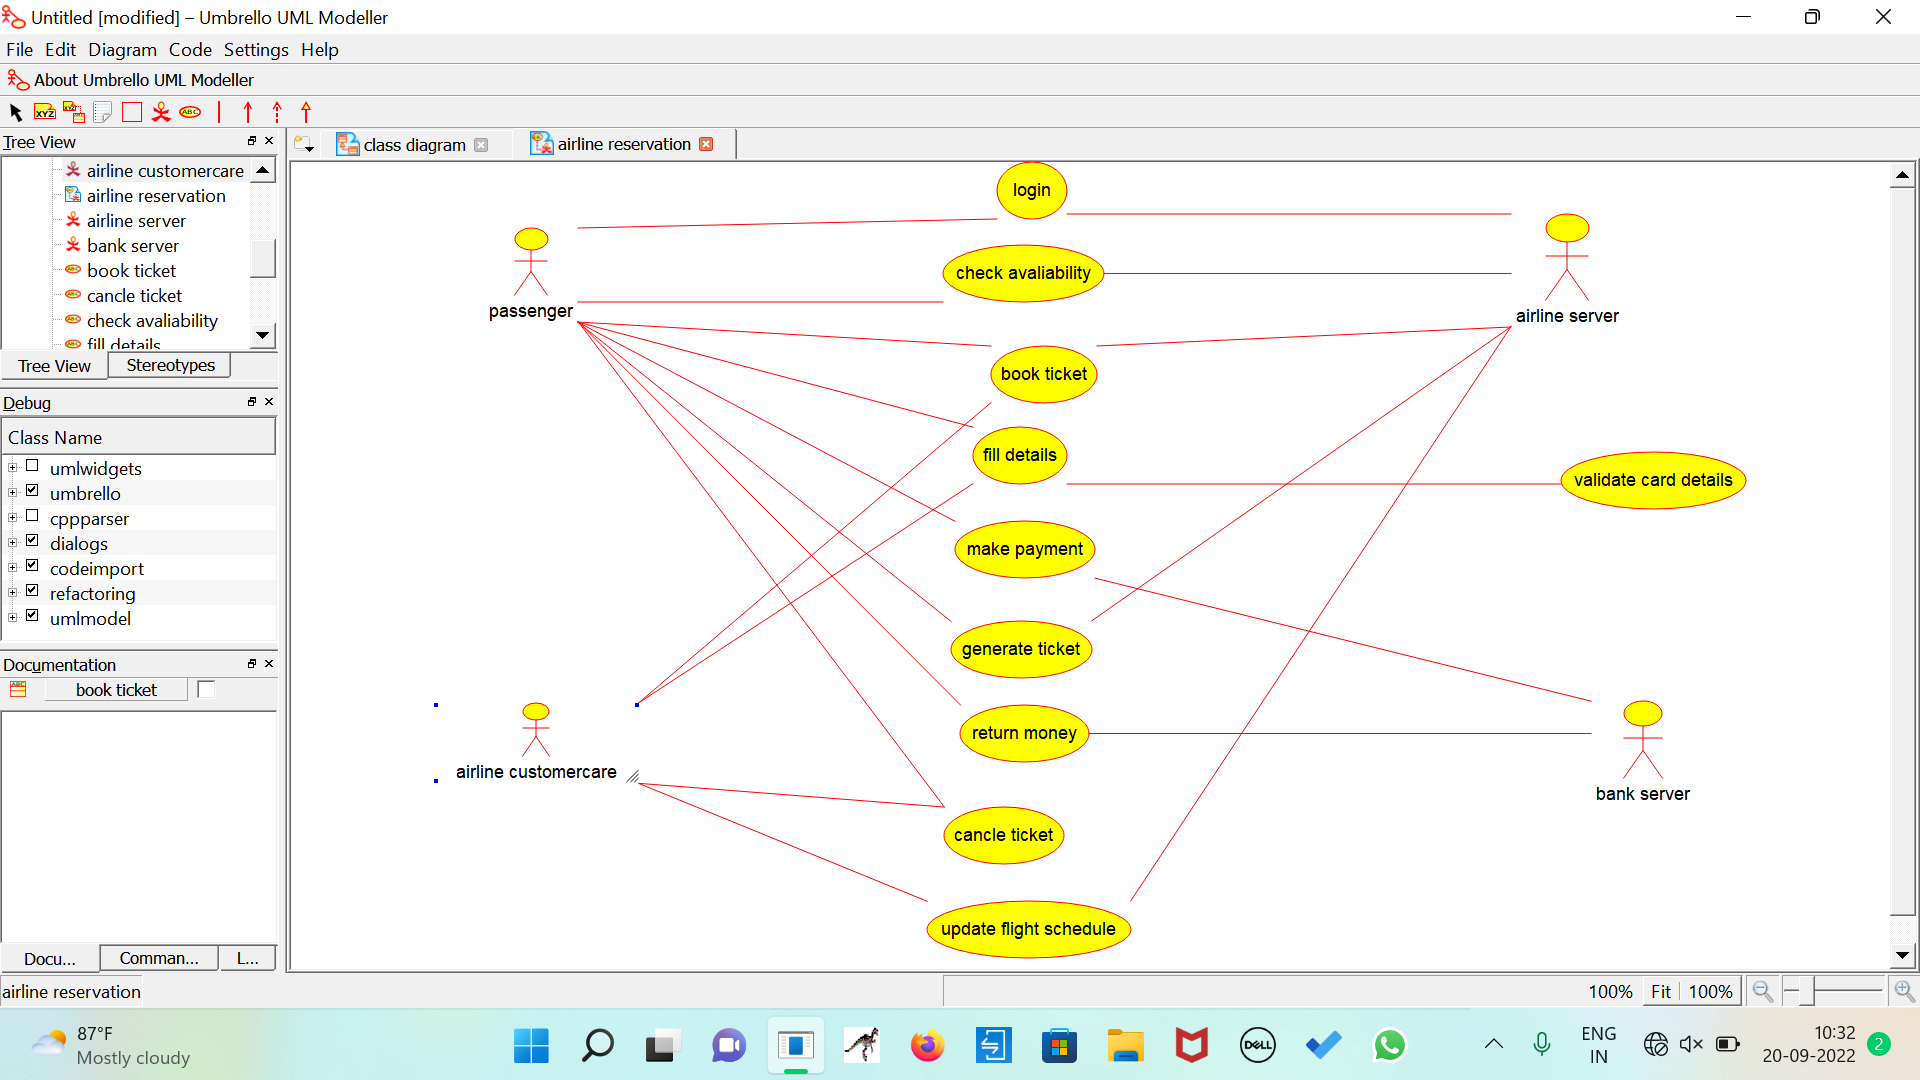 Untitled [modified] – Umbrello UML Modeller
File Edit Diagram Code Settings Help
About Umbrello UML Modeller
XYZ XYZ ABC
Tree View
airline customercare
airline reservation
airline server
bank server
book ticket
cancle ticket
check avaliability
fill details
Tree View Stereotypes
Debug
Class Name
umlwidgets
umbrello
cppparser
dialogs
codeimport
refactoring
umlmodel
Documentation
book ticket
Docu... Comman... L...
class diagram airline reservation
login
passenger
check avaliability
airline server
book ticket
fill details
validate card details
make payment
generate ticket
return money
airline customercare
bank server
cancle ticket
update flight schedule
airline reservation
100% Fit 100%
87°F
Mostly cloudy
DELL
ENG
IN
10:32
20-09-2022
2